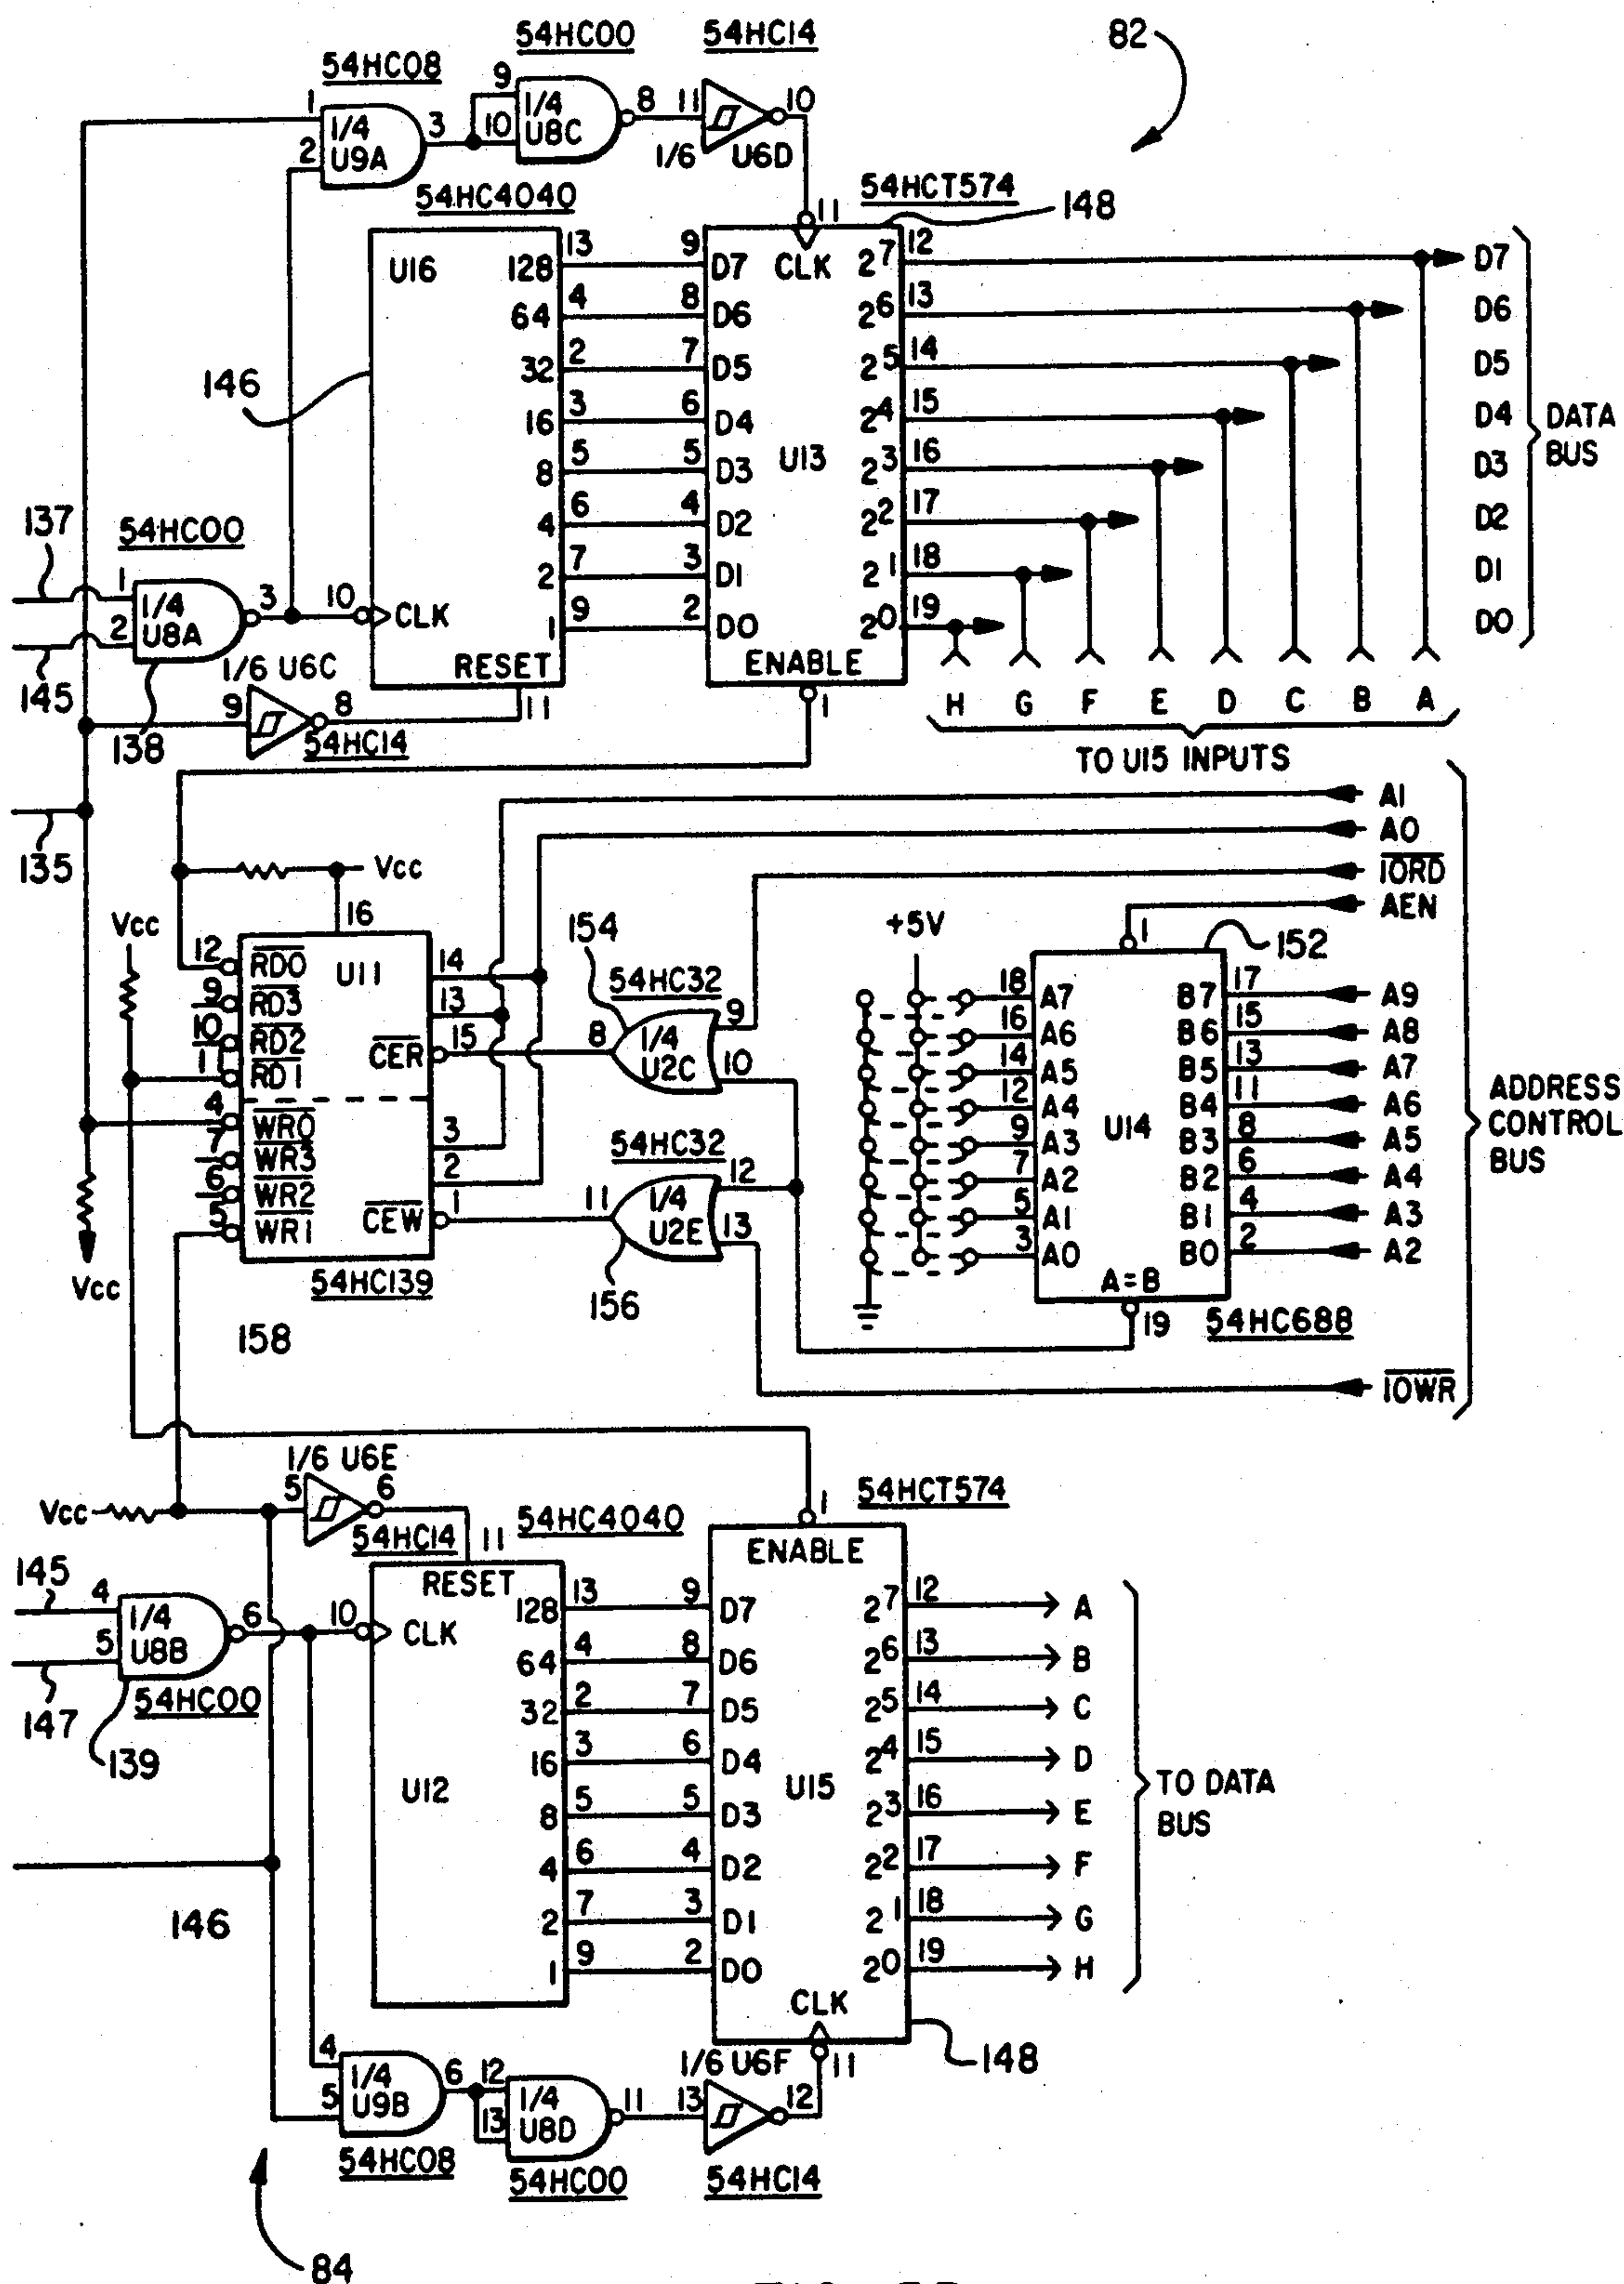 54HC08
54HC00
54HC14
82
1
1/4
U9A
2
3
9
10
1/4
U8C
8
11
1/6
U6D
10
54HC4040
54HCT574
148
U16
128 13
64 4
32 2
16 3
8 5
4 6
2 7
1 9
RESET
11
146
11
CLK
9 D7
8 D6
7 D5
6 D4
5 D3
4 D2
3 D1
2 D0
U13
2⁷ 12
2⁶ 13
2⁵ 14
2⁴ 15
2³ 16
2² 17
2¹ 18
2⁰ 19
ENABLE
1
D7
D6
D5
D4
D3
D2
D1
D0
DATA
BUS
H G F E D C B A
TO U15 INPUTS
137
54HC00
1
2
1/4
U8A
3
10
CLK
145
138
1/6 U6C
9
8
54HC14
135
A1
A0
I̅O̅R̅D̅
AEN
Vcc
16
Vcc
12 R̅D̅0̅
9 R̅D̅3̅
10 R̅D̅2̅
11 R̅D̅1̅
4 W̅R̅0̅
7 W̅R̅3̅
6 W̅R̅2̅
5 W̅R̅1̅
U11
14
13
C̅E̅R̅ 15
3
2
C̅E̅W̅ 1
54HC139
158
Vcc
154
54HC32
8
1/4
U2C
9
10
54HC32
11
1/4
U2E
12
13
156
+5V
1
152
18 A7
16 A6
14 A5
12 A4
9 A3
7 A2
5 A1
3 A0
U14
B7 17 A9
B6 15 A8
B5 13 A7
B4 11 A6
B3 8 A5
B2 6 A4
B1 4 A3
B0 2 A2
A=B
19
54HC688
I̅O̅W̅R̅
ADDRESS
CONTROL
BUS
1/6 U6E
5
6
Vcc
54HC14
11
54HC4040
54HCT574
1
ENABLE
145
4
5
1/4
U8B
6
10
CLK
147
54HC00
139
RESET
128 13
64 4
32 2
16 3
8 5
4 6
2 7
1 9
U12
9 D7
8 D6
7 D5
6 D4
5 D3
4 D2
3 D1
2 D0
U15
2⁷ 12 A
2⁶ 13 B
2⁵ 14 C
2⁴ 15 D
2³ 16 E
2² 17 F
2¹ 18 G
2⁰ 19 H
TO DATA
BUS
CLK
11
148
146
4
5
1/4
U9B
6
54HC08
12
13
1/4
U8D
11
54HC00
1/6 U6F
13
12
54HC14
84